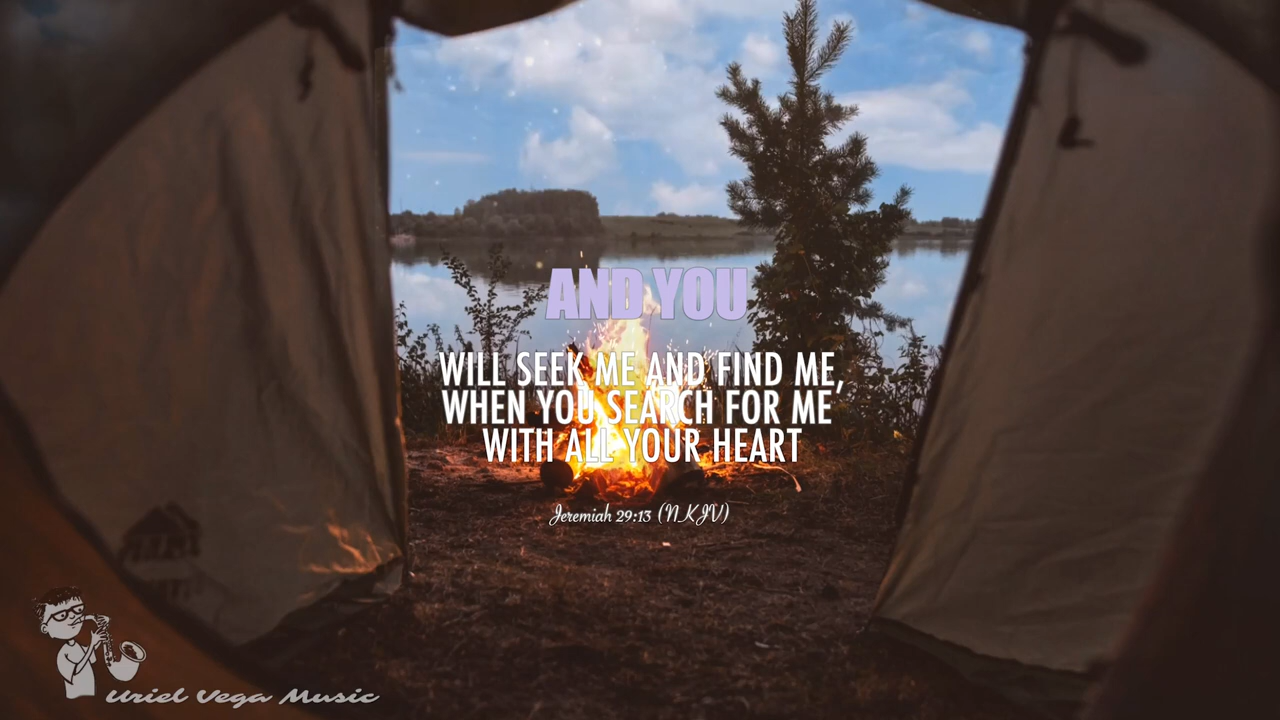 AND YOU
WILL SEEK ME AND FIND ME,
WHEN YOU SEARCH FOR ME
WITH ALL YOUR HEART
Jeremiah 29:13 (NKJV)
Uriel Vega Music